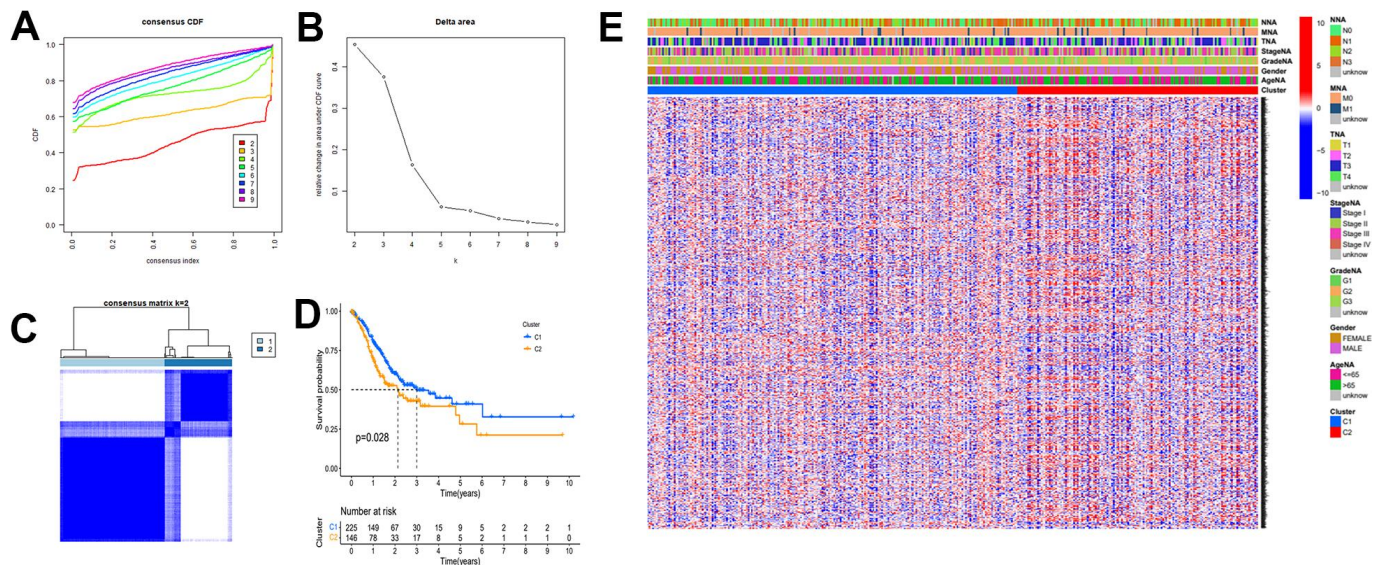 A
consensus CDF
CDF
1.0
0.8
0.6
0.4
0.2
0.0
0.0
0.2
0.4
0.6
0.8
1.0
consensus index
2
3
4
5
6
7
8
9
B
Delta area
relative change in area under CDF curve
0.4
0.3
0.2
0.1
2 3 4 5 6 7 8 9
k
C
consensus matrix k=2
1
2
D
Cluster
C1
C2
Survival probability
1.00
0.75
0.50
0.25
0.00
p=0.028
0 1 2 3 4 5 6 7 8 9 10
Time(years)
Number at risk
Cluster
C1 225 149 67 30 15 9 5 2 2 2 1
C2 146 78 33 17 8 5 2 1 1 1 0
0 1 2 3 4 5 6 7 8 9 10
Time(years)
E
NNA
MNA
TNA
StageNA
GradeNA
Gender
AgeNA
Cluster
10
5
0
−5
−10
NNA
N0
N1
N2
N3
unknow
MNA
M0
M1
unknow
TNA
T1
T2
T3
T4
unknow
StageNA
Stage I
Stage II
Stage III
Stage IV
unknow
GradeNA
G1
G2
G3
unknow
Gender
FEMALE
MALE
AgeNA
<=65
>65
unknow
Cluster
C1
C2